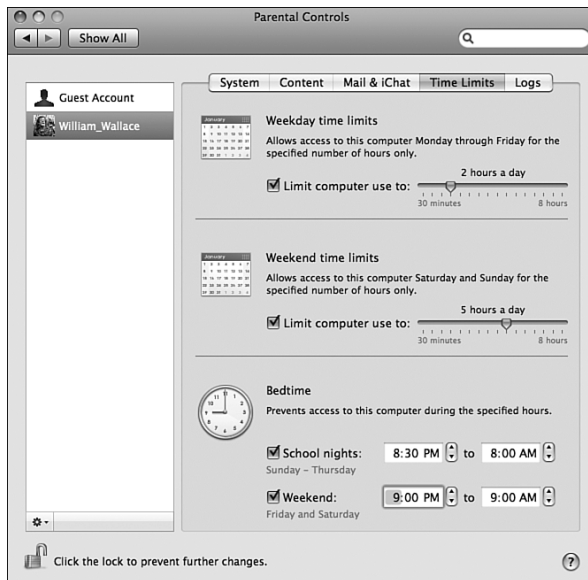 Parental Controls
Show All
System Content Mail & iChat Time Limits Logs
Guest Account
William_Wallace
Weekday time limits
Allows access to this computer Monday through Friday for the
specified number of hours only.
2 hours a day
Limit computer use to:
30 minutes 8 hours
Weekend time limits
Allows access to this computer Saturday and Sunday for the
specified number of hours only.
5 hours a day
Limit computer use to:
30 minutes 8 hours
Bedtime
Prevents access to this computer during the specified hours.
School nights: 8:30 PM to 8:00 AM
Sunday – Thursday
Weekend: 9:00 PM to 9:00 AM
Friday and Saturday
Click the lock to prevent further changes.
?